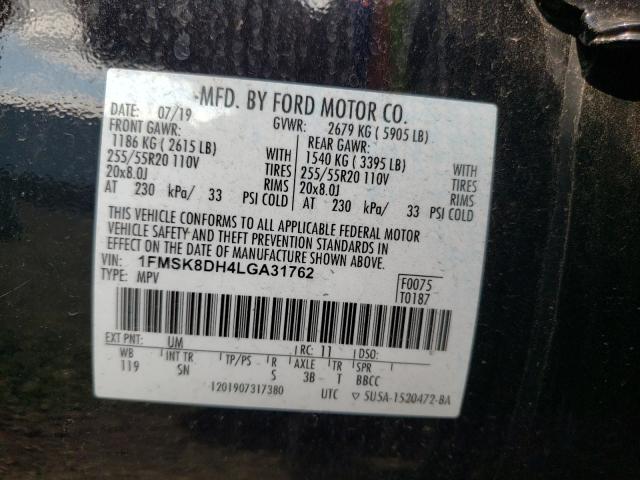 MFD. BY FORD MOTOR CO.
DATE: 07/19 GVWR: 2679 KG ( 5905 LB)
FRONT GAWR: REAR GAWR:
1186 KG ( 2615 LB) WITH 1540 KG ( 3395 LB) WITH
255/55R20 110V TIRES 255/55R20 110V TIRES
20x8.0J RIMS 20x8.0J RIMS
AT 230 kPa/ 33 PSI COLD AT 230 kPa/ 33 PSI COLD
THIS VEHICLE CONFORMS TO ALL APPLICABLE FEDERAL MOTOR
VEHICLE SAFETY AND THEFT PREVENTION STANDARDS IN
EFFECT ON THE DATE OF MANUFACTURE SHOWN ABOVE.
VIN: 1FMSK8DH4LGA31762 F0075
TYPE: MPV T0187
EXT PNT: UM RC: 11 DSO:
WB INT TR TP/PS R AXLE TR SPR
119 SN S 3B T BBCC
1201907317380 UTC ▽ 5U5A-1520472-BA